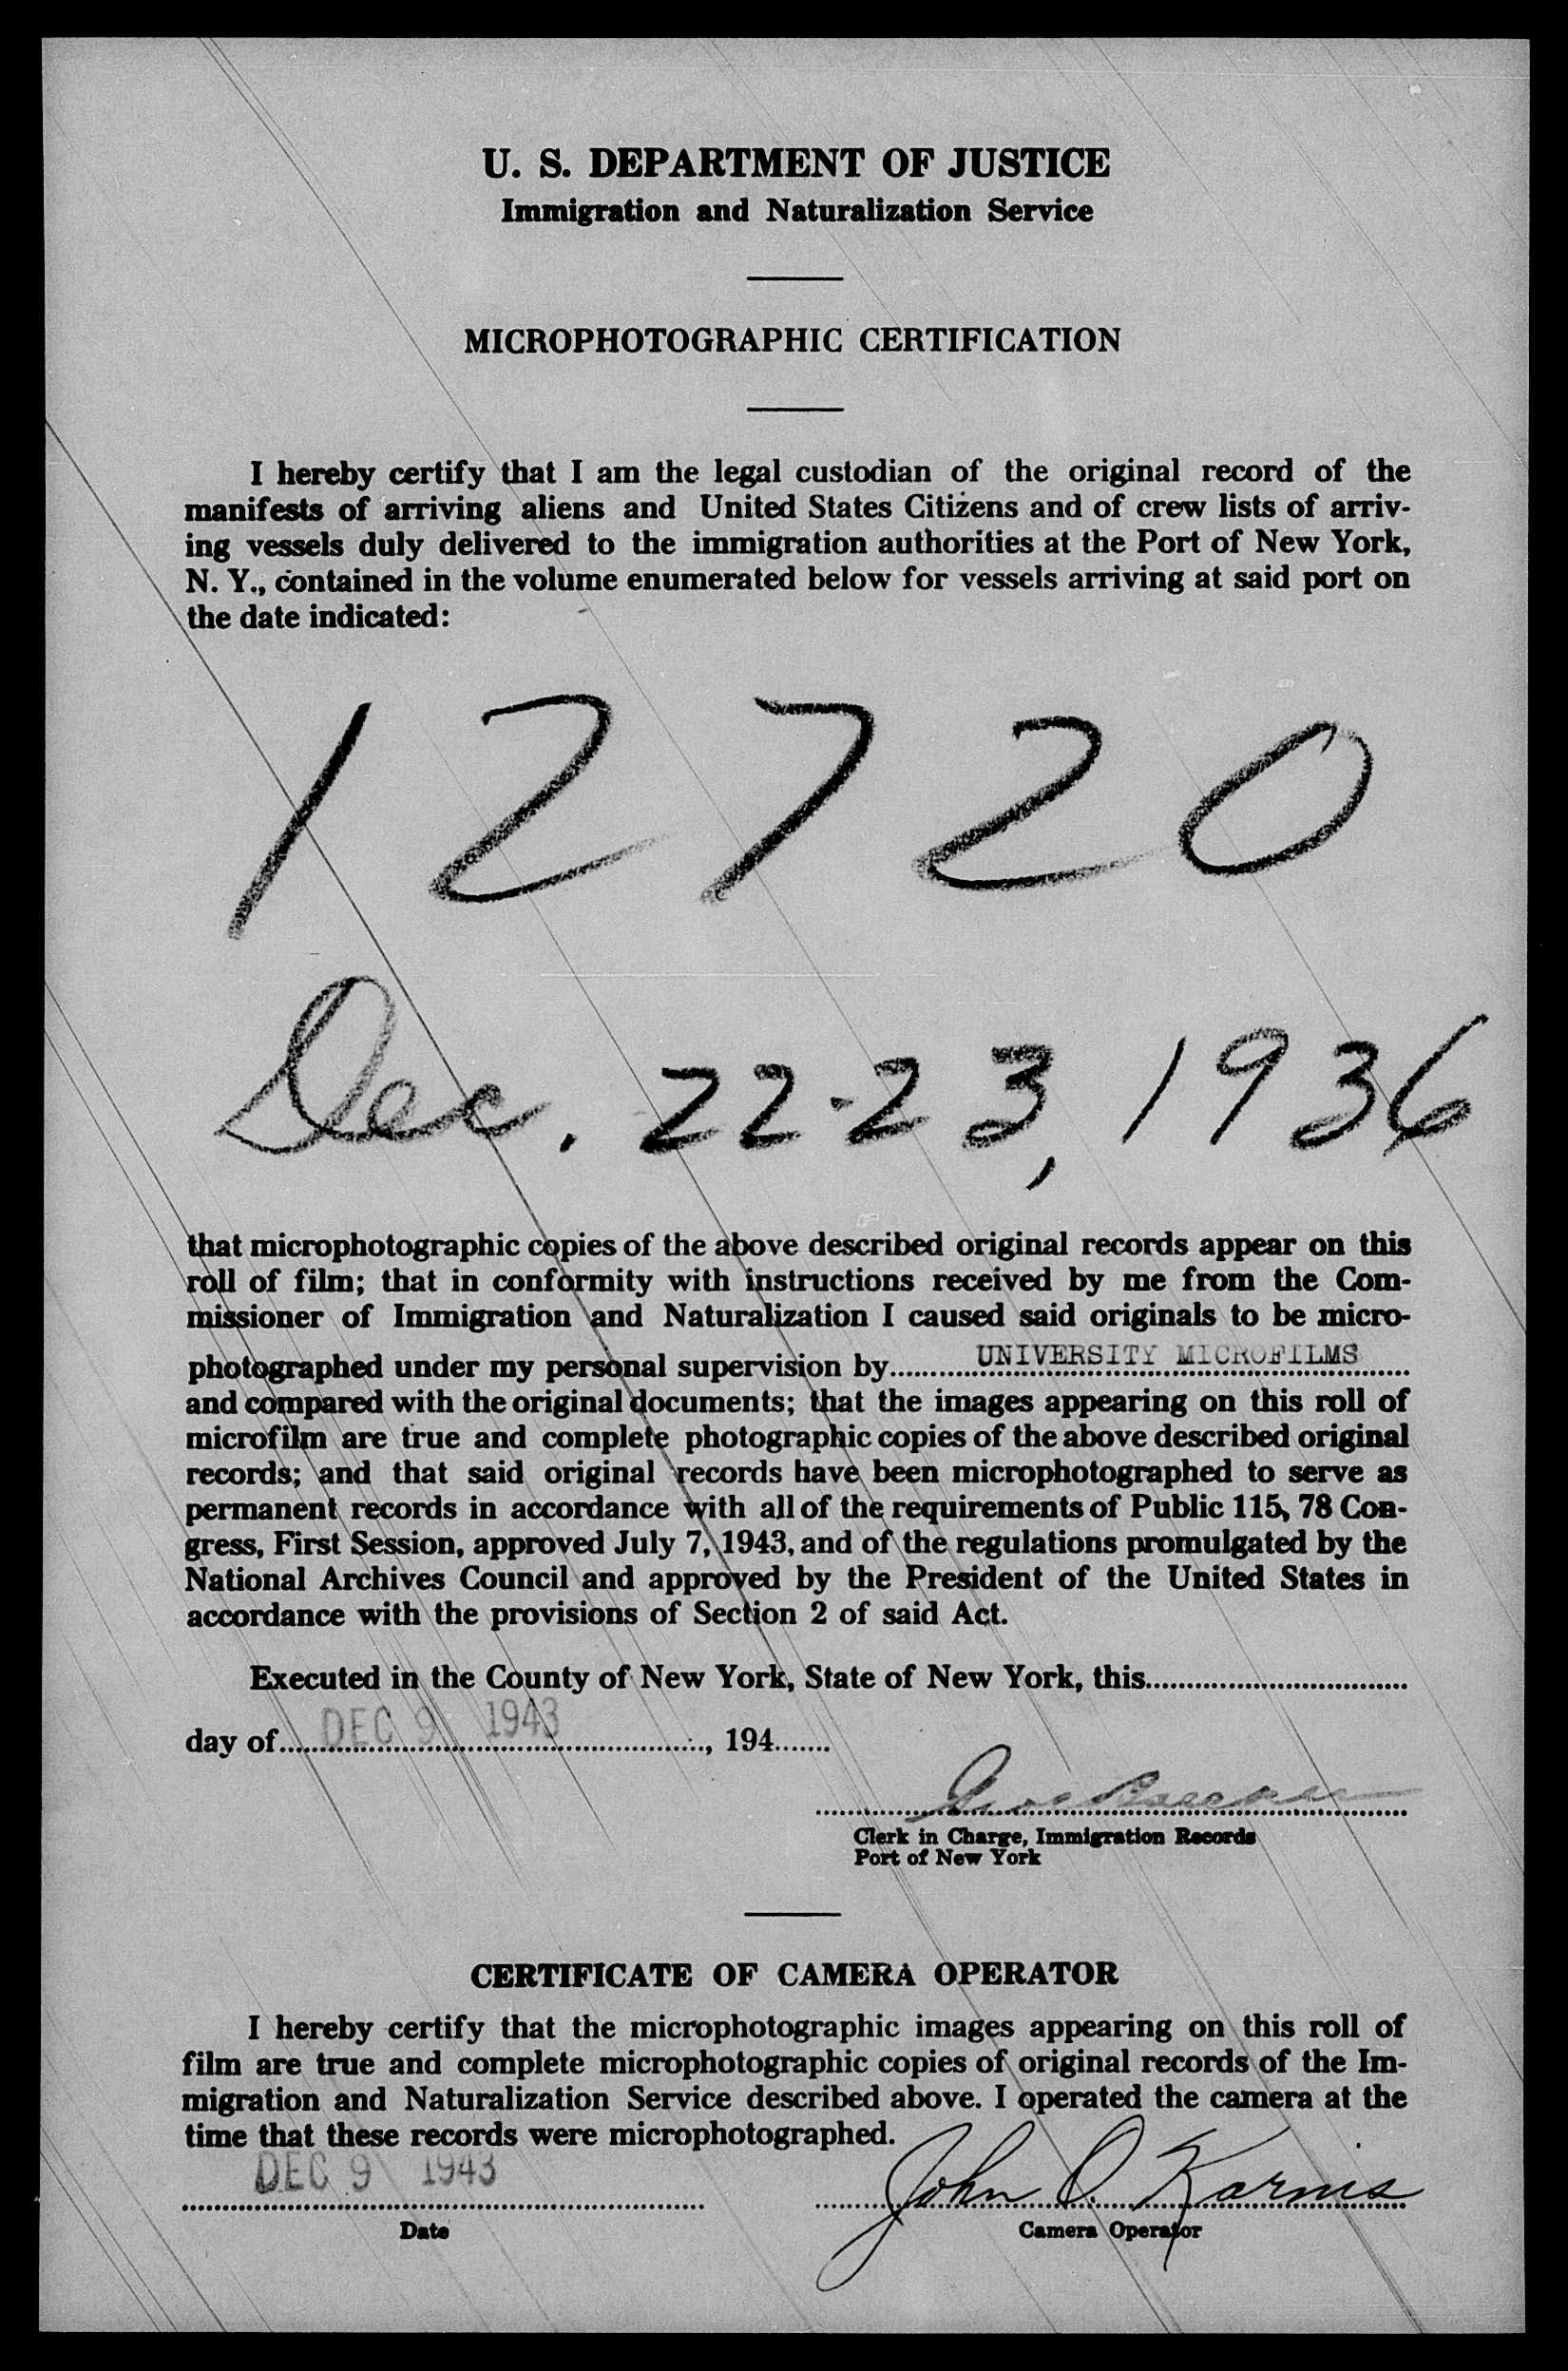 U. S. DEPARTMENT OF JUSTICE
Immigration and Naturalization Service
MICROPHOTOGRAPHIC CERTIFICATION
I hereby certify that I am the legal custodian of the original record of the
manifests of arriving aliens and United States Citizens and of crew lists of arriv-
ing vessels duly delivered to the immigration authorities at the Port of New York,
N. Y., contained in the volume enumerated below for vessels arriving at said port on
the date indicated:
12720
Dec. 22-23, 1936
that microphotographic copies of the above described original records appear on this
roll of film; that in conformity with instructions received by me from the Com-
missioner of Immigration and Naturalization I caused said originals to be micro-
photographed under my personal supervision by UNIVERSITY MICROFILMS
and compared with the original documents; that the images appearing on this roll of
microfilm are true and complete photographic copies of the above described original
records; and that said original records have been microphotographed to serve as
permanent records in accordance with all of the requirements of Public 115, 78 Con-
gress, First Session, approved July 7, 1943, and of the regulations promulgated by the
National Archives Council and approved by the President of the United States in
accordance with the provisions of Section 2 of said Act.
Executed in the County of New York, State of New York, this
day of DEC 9 1943, 194
Clerk in Charge, Immigration Records
Port of New York
CERTIFICATE OF CAMERA OPERATOR
I hereby certify that the microphotographic images appearing on this roll of
film are true and complete microphotographic copies of original records of the Im-
migration and Naturalization Service described above. I operated the camera at the
time that these records were microphotographed.
DEC 9 1943 John O. Karnis
Date Camera Operator